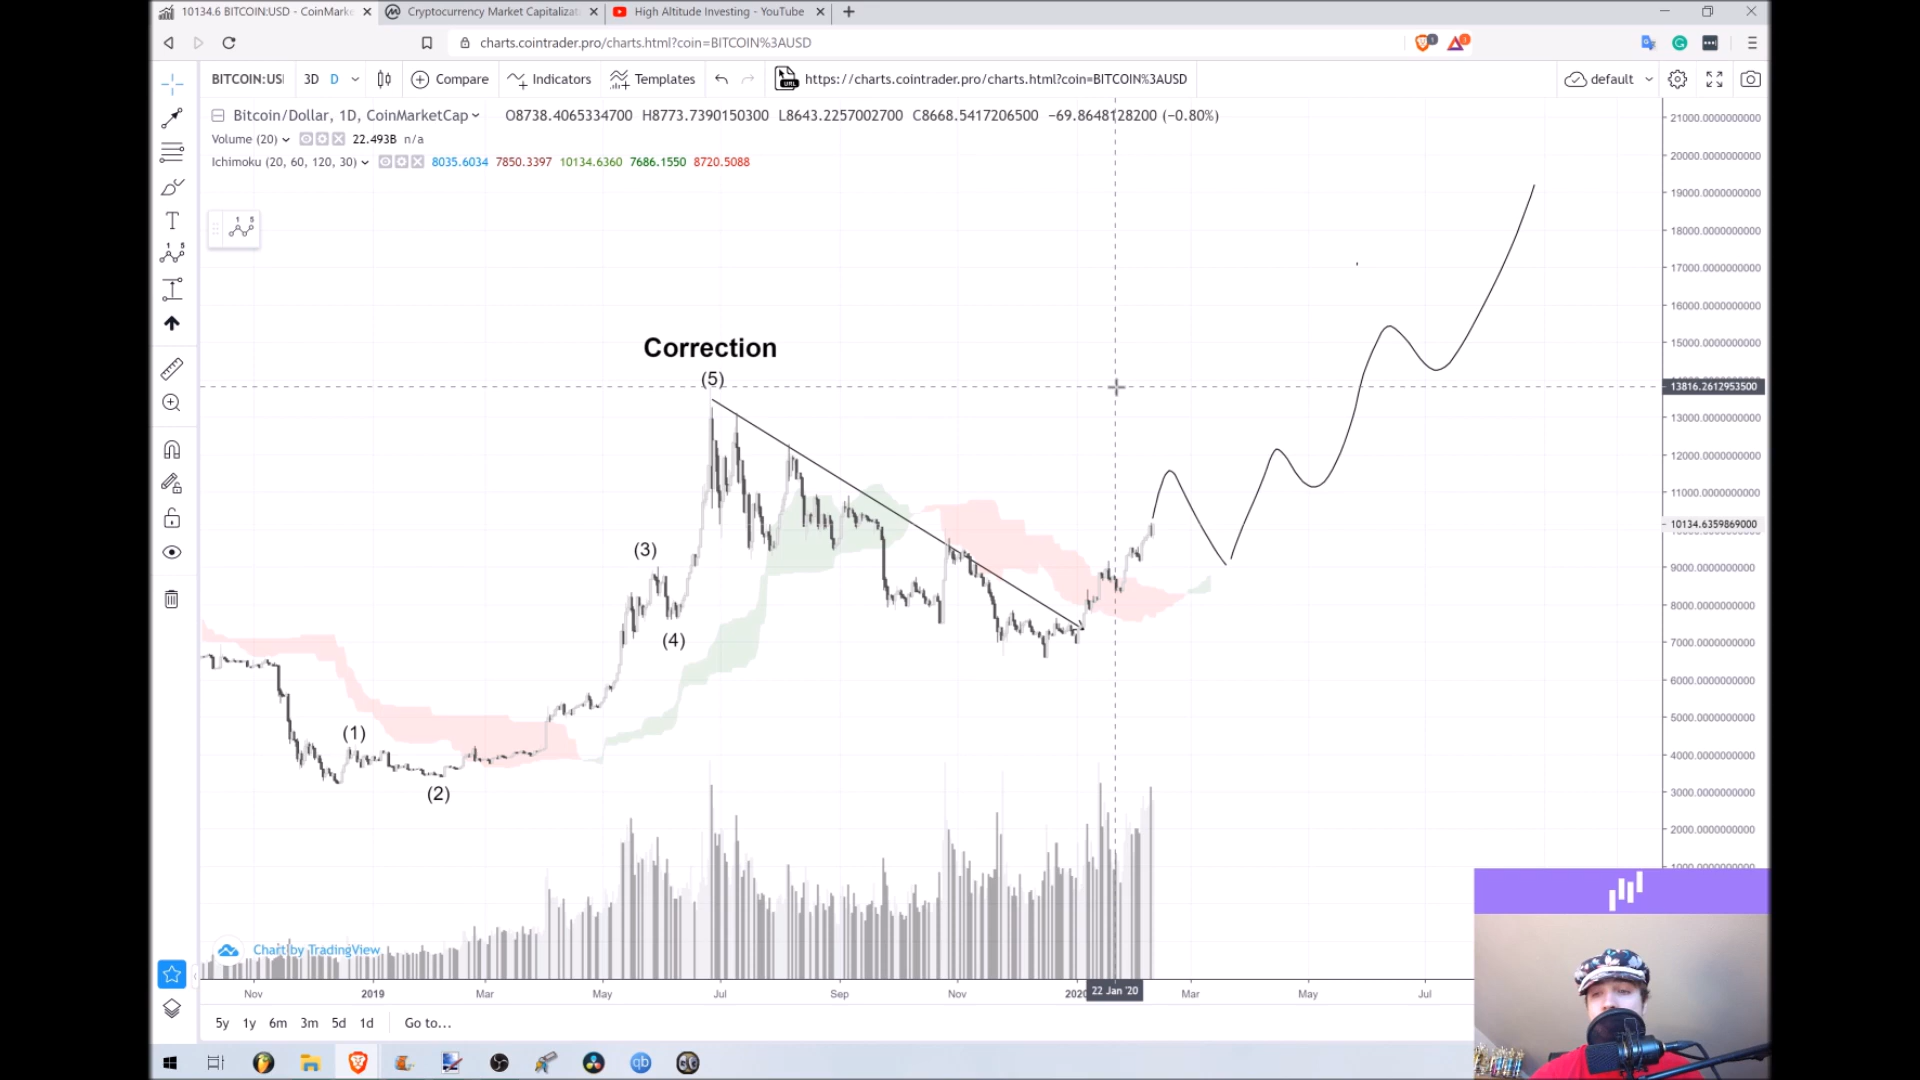 10134.6 BITCOIN:USD - CoinMarke
Cryptocurrency Market Capitalizat
High Altitude Investing - YouTube
charts.cointrader.pro/charts.html?coin=BITCOIN%3AUSD
BITCOIN:US
3D D
Compare
Indicators
Templates
URL
https://charts.cointrader.pro/charts.html?coin=BITCOIN%3AUSD
default
Bitcoin/Dollar, 1D, CoinMarketCap
O8738.4065334700 H8773.7390150300 L8643.2257002700 C8668.5417206500 −69.8648128200 (−0.80%)
Volume (20) 22.493B n/a
Ichimoku (20, 60, 120, 30) 8035.6034 7850.3397 10134.6360 7686.1550 8720.5088
21000.0000000000
20000.0000000000
19000.0000000000
18000.0000000000
17000.0000000000
16000.0000000000
15000.0000000000
13816.2612953500
13000.0000000000
12000.0000000000
11000.0000000000
10134.6359869000
9000.0000000000
8000.0000000000
7000.0000000000
6000.0000000000
5000.0000000000
4000.0000000000
3000.0000000000
2000.0000000000
Correction
(5)
(3)
(4)
(1)
(2)
Chart by TradingView
Nov 2019 Mar May Jul Sep Nov 2020 22 Jan '20 Mar May Jul
5y 1y 6m 3m 5d 1d Go to...
qb